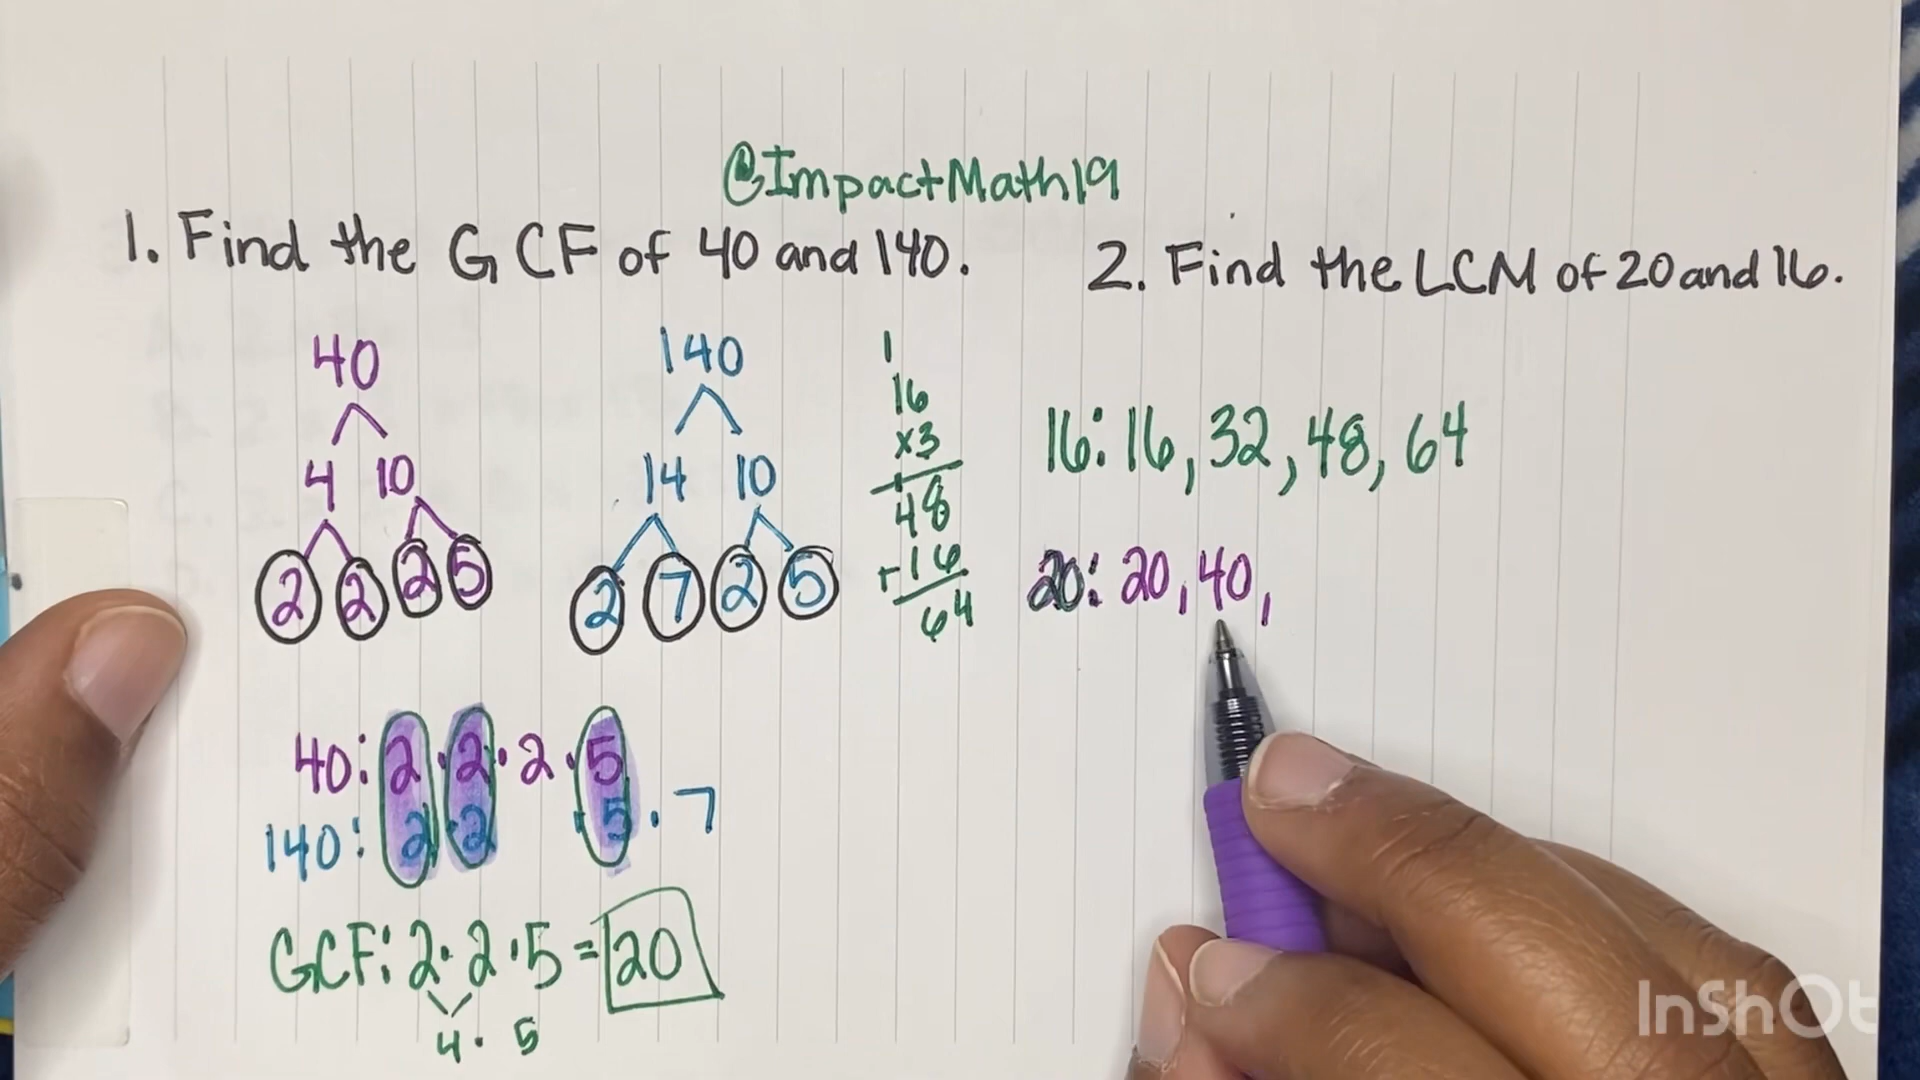 @ImpactMath19
1. Find the GCF of 40 and 140.
40
4 10
2 2 2 5
140
14 10
2 7 2 5
40: 2 · 2 · 2 · 5
140: 2 · 2 · 5 · 7
GCF: 2 · 2 · 5 = 20
4 · 5
1
16
x3
48
+16
64
2. Find the LCM of 20 and 16.
16: 16, 32, 48, 64
20: 20, 40,
InShOt